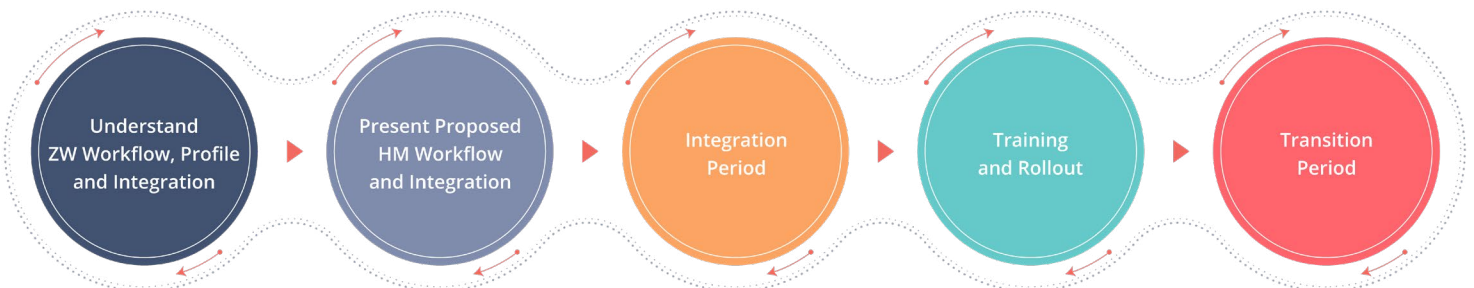 Understand
ZW Workflow, Profile
and Integration
Present Proposed
HM Workflow
and Integration
Integration
Period
Training
and Rollout
Transition
Period